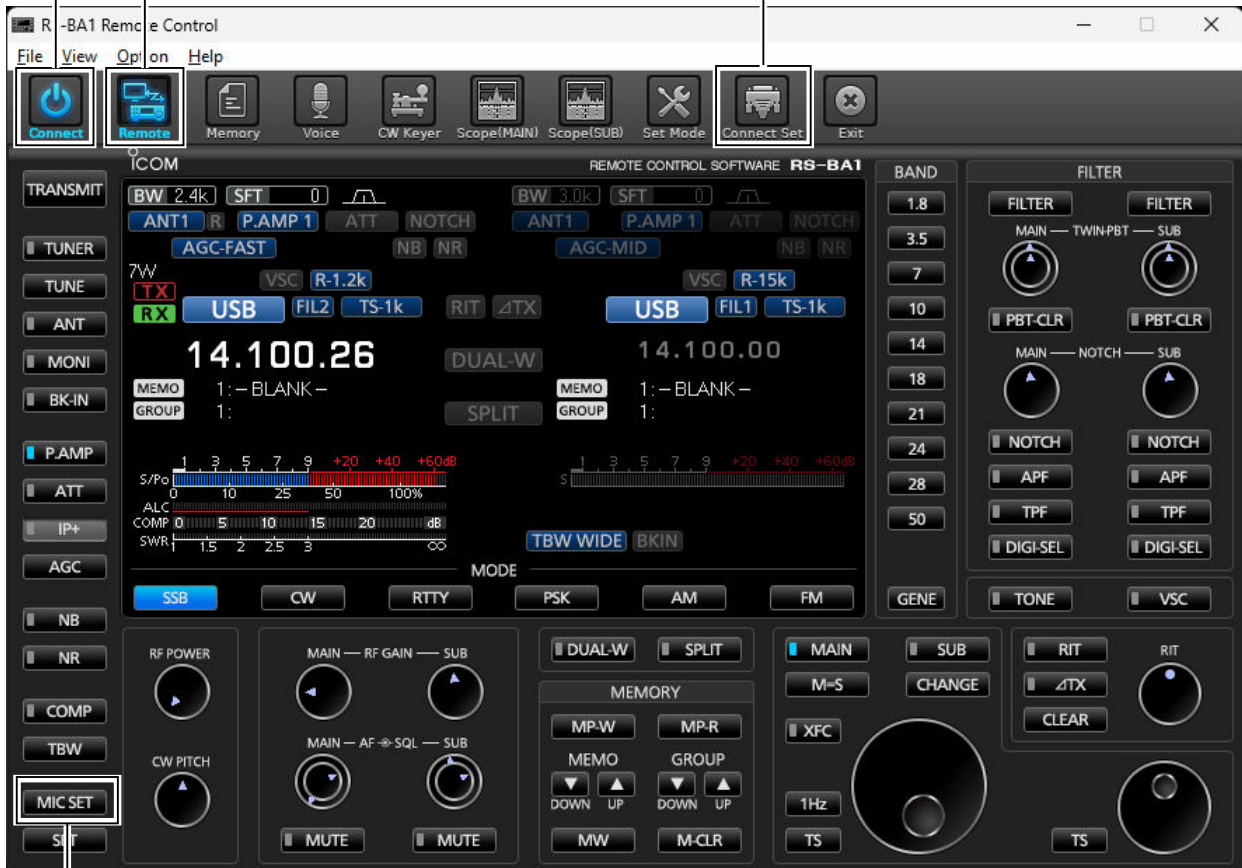 RS-BA1 Remote Control
File View Option Help
Connect Remote Memory Voice CW Keyer Scope(MAIN) Scope(SUB) Set Mode Connect Set Exit
ICOM REMOTE CONTROL SOFTWARE RS-BA1
TRANSMIT
TUNER
TUNE
ANT
MONI
BK-IN
P.AMP
ATT
IP+
AGC
NB
NR
COMP
TBW
MIC SET
SET
BW 2.4k SFT 0 BW 3.0k SFT 0
ANT1 R P.AMP 1 ATT NOTCH ANT1 P.AMP 1 ATT NOTCH
AGC-FAST NB NR AGC-MID NB NR
7W VSC R-1.2k VSC R-15k
TX
RX USB FIL2 TS-1k RIT ⊿TX USB FIL1 TS-1k
14.100.26 DUAL-W 14.100.00
MEMO 1:– BLANK – MEMO 1:– BLANK –
GROUP 1: SPLIT GROUP 1:
1 3 5 7 9 +20 +40 +60dB 1 3 5 7 9 +20 +40 +60dB
S/Po S
0 10 25 50 100%
ALC
COMP 0 5 10 15 20 dB
SWR 1 1.5 2 2.5 3 ∞ TBW WIDE BKIN
MODE
SSB CW RTTY PSK AM FM
BAND
1.8
3.5
7
10
14
18
21
24
28
50
GENE
FILTER
FILTER FILTER
MAIN — TWIN-PBT — SUB
PBT-CLR PBT-CLR
MAIN — NOTCH — SUB
NOTCH NOTCH
APF APF
TPF TPF
DIGI-SEL DIGI-SEL
TONE VSC
RF POWER
CW PITCH
MAIN — RF GAIN — SUB
MAIN — AF SQL — SUB
MUTE MUTE
DUAL-W SPLIT
MEMORY
MP-W MP-R
MEMO GROUP
▼ ▲ ▼ ▲
DOWN UP DOWN UP
MW M-CLR
MAIN SUB
M=S CHANGE
XFC
1Hz
TS
RIT RIT
⊿TX
CLEAR
TS